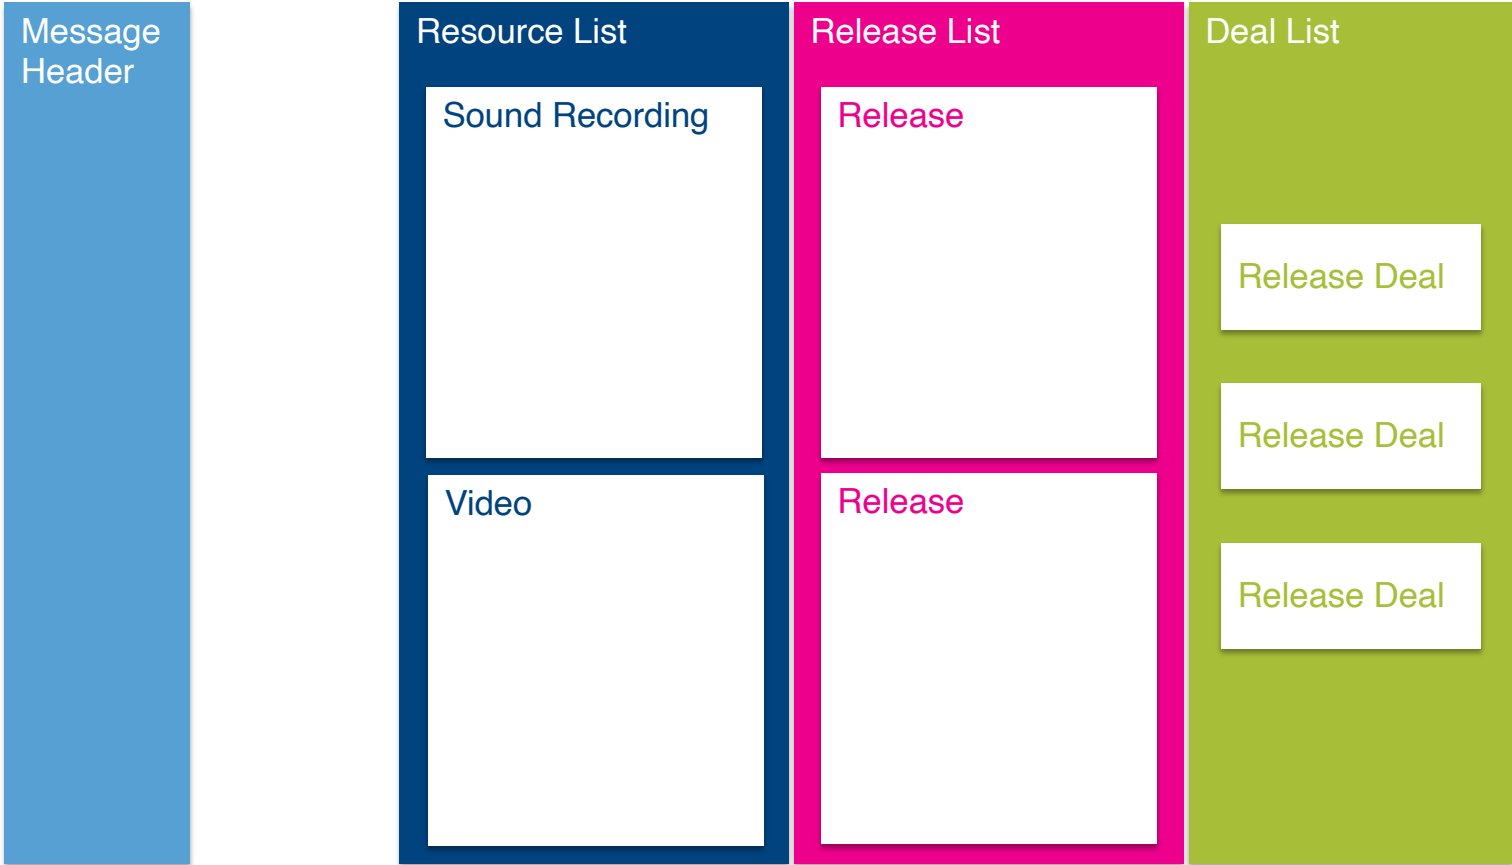 Message
Header
Resource List
Sound Recording
Video
Release List
Release
Release
Deal List
Release Deal
Release Deal
Release Deal